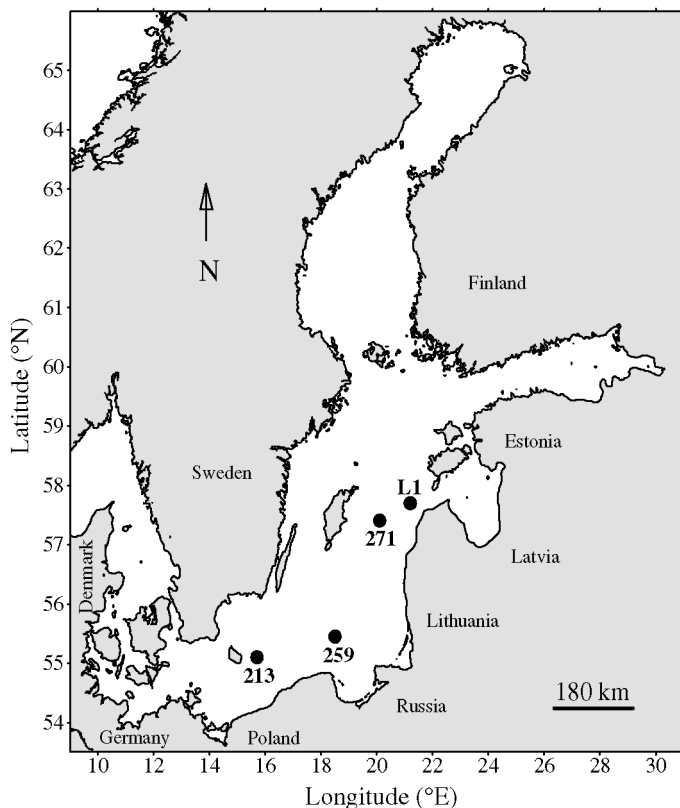 65
64
63
62
61
60
59
58
57
56
55
54
Latitude (°N)
N
Finland
Estonia
Sweden
L1
271
Latvia
Denmark
Lithuania
259
213
Russia
180 km
Germany
Poland
10 12 14 16 18 20 22 24 26 28 30
Longitude (°E)